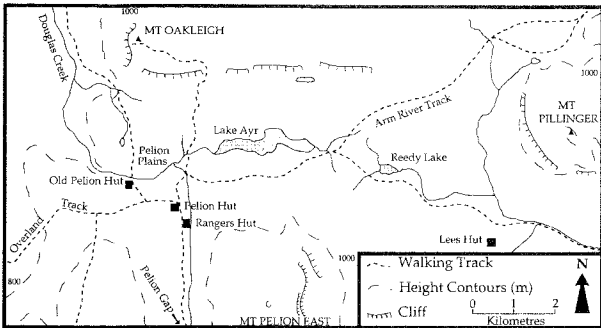 1000
Douglas
Creek
MT OAKLEIGH
1000
Arm River Track
MT
PILLINGER
Lake Ayr
Pelion
Plains
Reedy Lake
Old Pelion Hut
Pelion Hut
Overland Track
Rangers Hut
Lees Hut
1000
800
Pelion Gap
MT PELION EAST
Walking Track
Height Contours (m)
Cliff
N
0 1 2
Kilometres